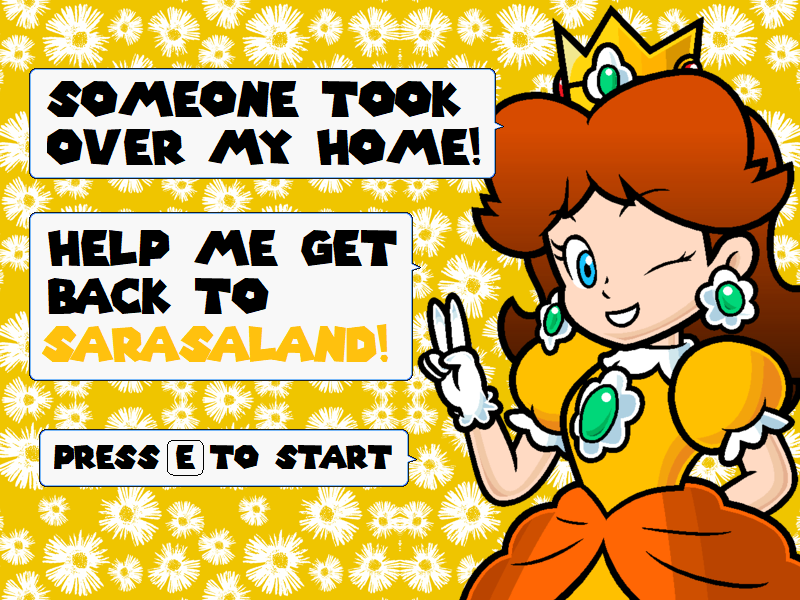 SOMEONE TOOK
OVER MY HOME!
HELP ME GET
BACK TO
SARASALAND!
PRESS E TO START